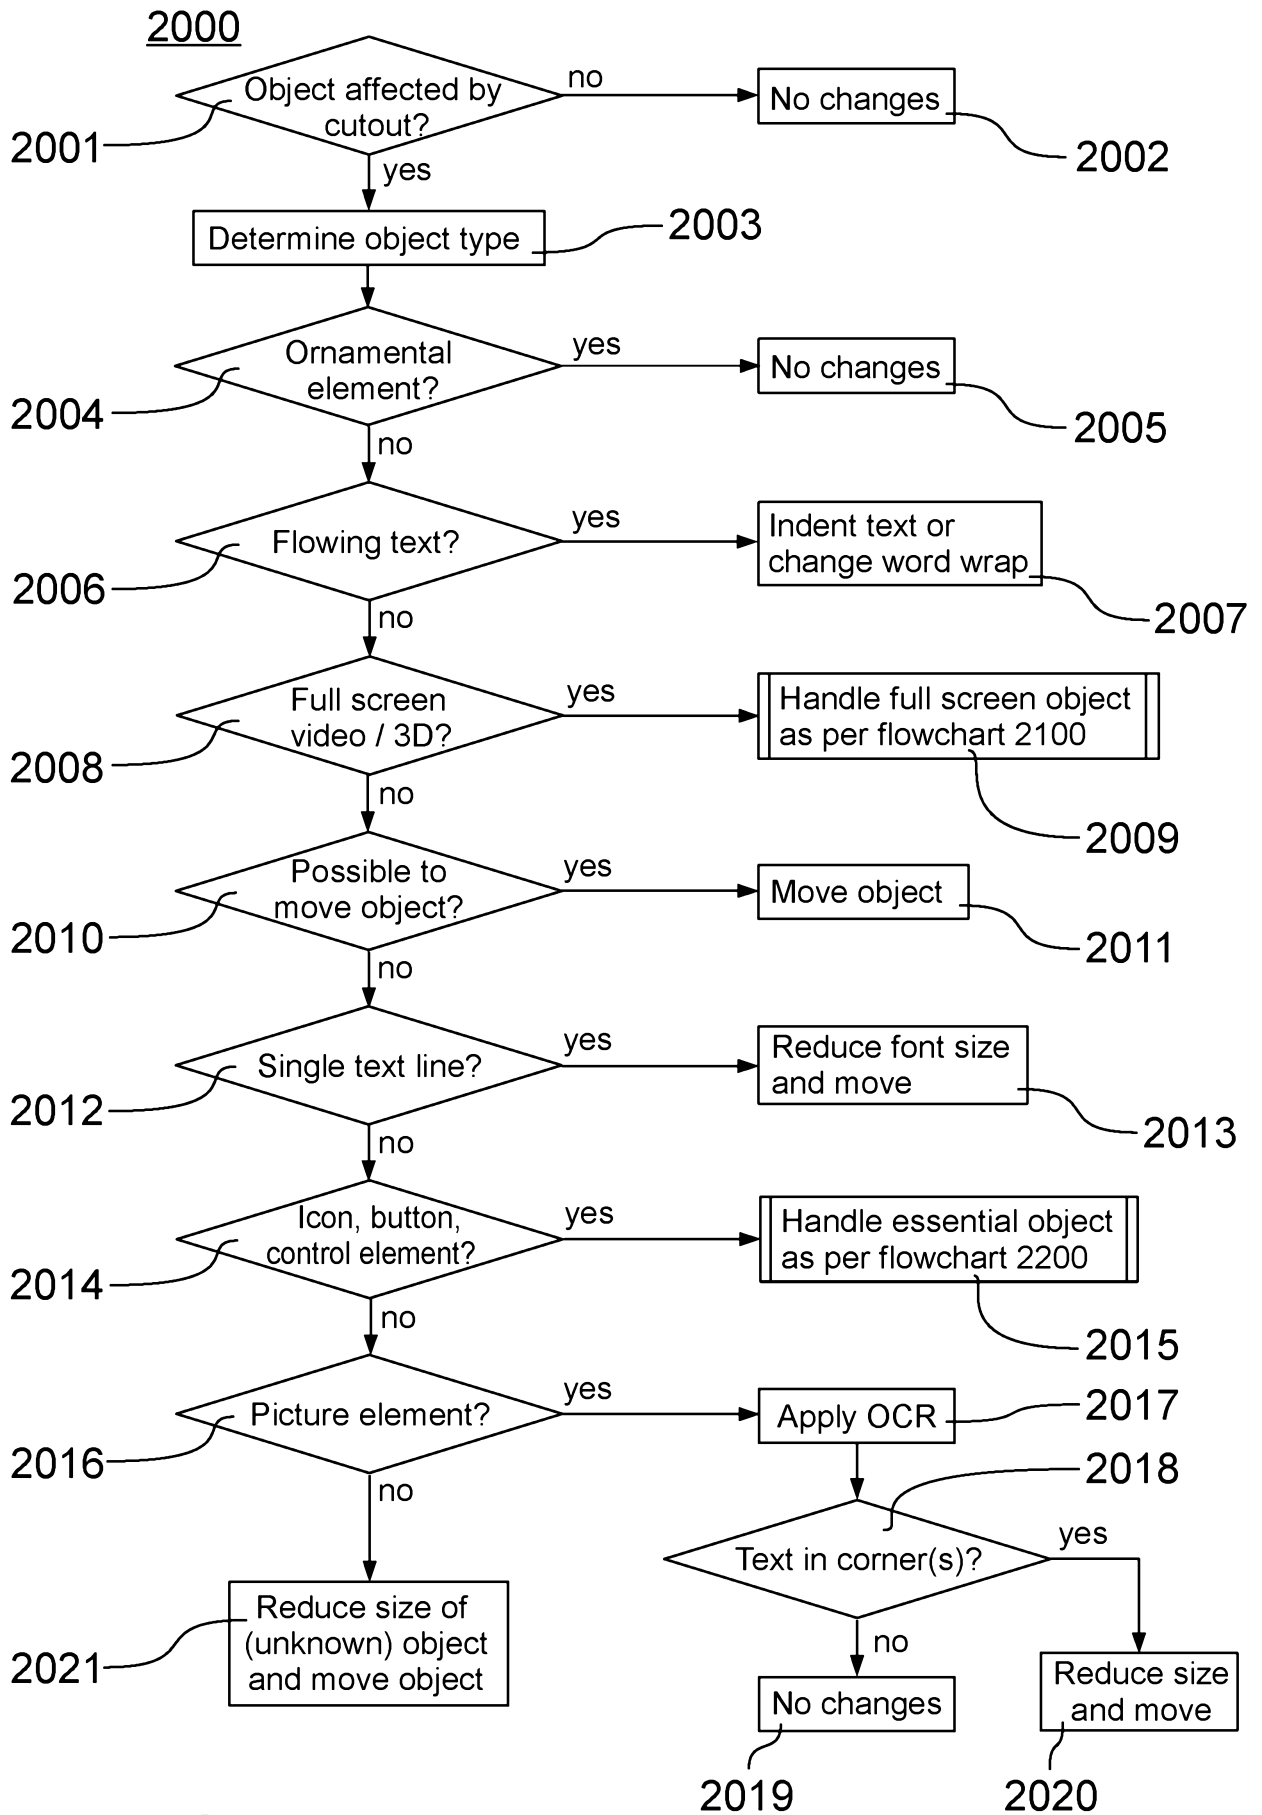 2000
Object affected by
cutout?
no
No changes
2001
2002
yes
Determine object type
2003
Ornamental
element?
yes
No changes
2004
2005
no
Flowing text?
yes
Indent text or
change word wrap
2006
2007
no
Full screen
video / 3D?
yes
Handle full screen object
as per flowchart 2100
2008
2009
no
Possible to
move object?
yes
Move object
2010
2011
no
Single text line?
yes
Reduce font size
and move
2012
2013
no
Icon, button,
control element?
yes
Handle essential object
as per flowchart 2200
2014
2015
no
Picture element?
yes
Apply OCR
2017
2016
2018
no
Text in corner(s)?
yes
Reduce size of
(unknown) object
and move object
2021
no
No changes
Reduce size
and move
2019
2020